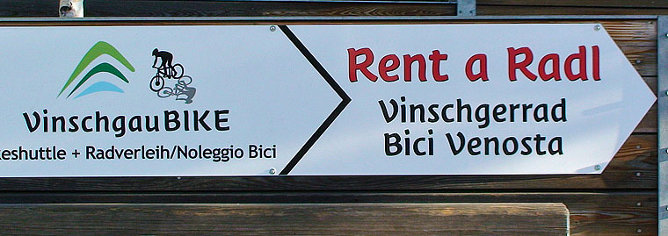 VinschgauBIKE
+ Radverleih/Noleggio Bici
Rent a Radl
Vinschgerrad
Bici Venosta